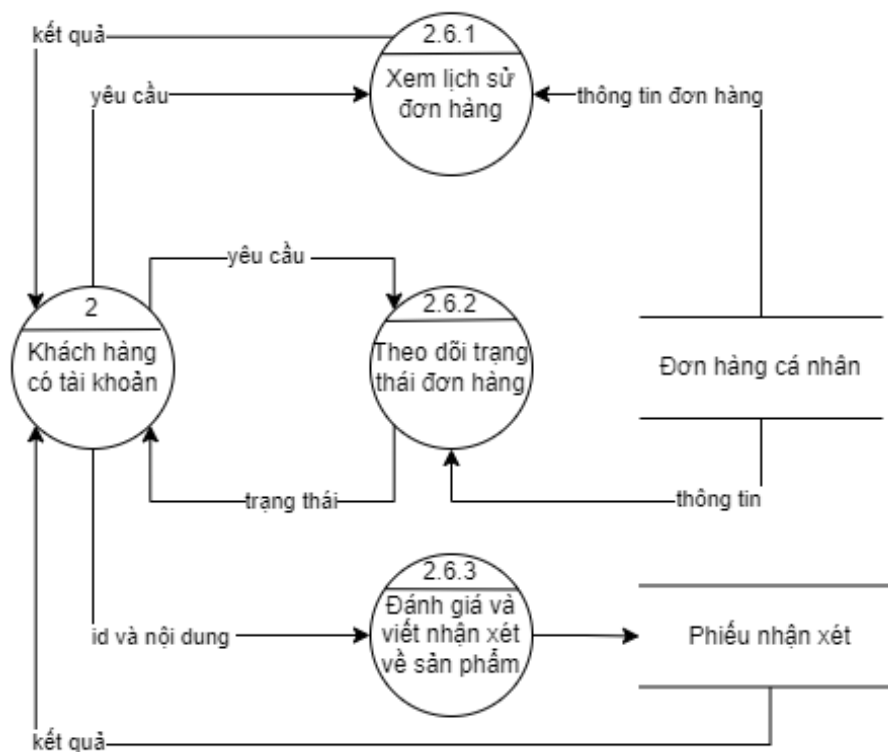 kết quả
2.6.1
Xem lịch sử
đơn hàng
yêu cầu
thông tin đơn hàng
yêu cầu
2
Khách hàng
có tài khoản
2.6.2
Theo dõi trạng
thái đơn hàng
Đơn hàng cá nhân
trạng thái
thông tin
2.6.3
Đánh giá và
viết nhận xét
về sản phẩm
id và nội dung
Phiếu nhận xét
kết quả